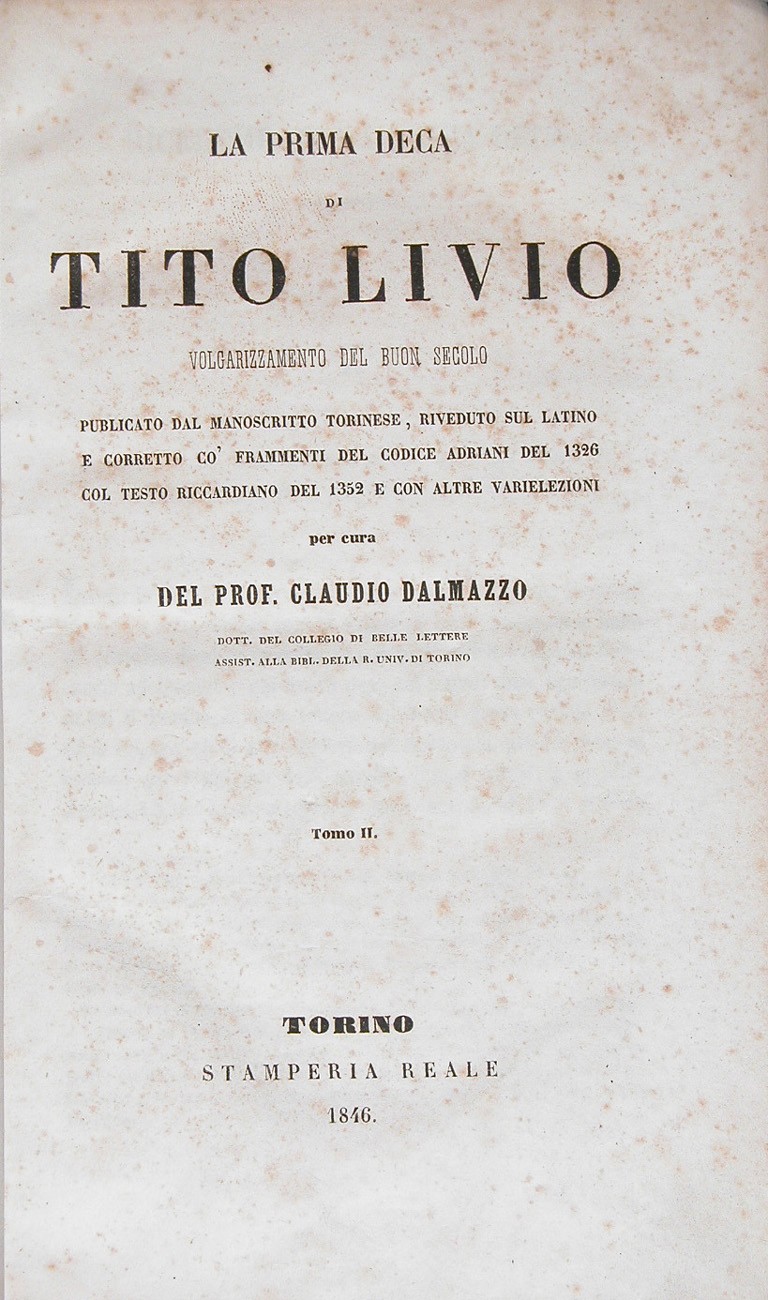 LA PRIMA DECA
DI
TITO LIVIO
VOLGARIZZAMENTO DEL BUON SECOLO
PUBLICATO DAL MANOSCRITTO TORINESE, RIVEDUTO SUL LATINO
E CORRETTO CO' FRAMMENTI DEL CODICE ADRIANI DEL 1326
COL TESTO RICCARDIANO DEL 1352 E CON ALTRE VARIELEZIONI
per cura
DEL PROF. CLAUDIO DALMAZZO
DOTT. DEL COLLEGIO DI BELLE LETTERE
ASSIST. ALLA BIBL. DELLA R. UNIV. DI TORINO
Tomo II.
TORINO
STAMPERIA REALE
1846.